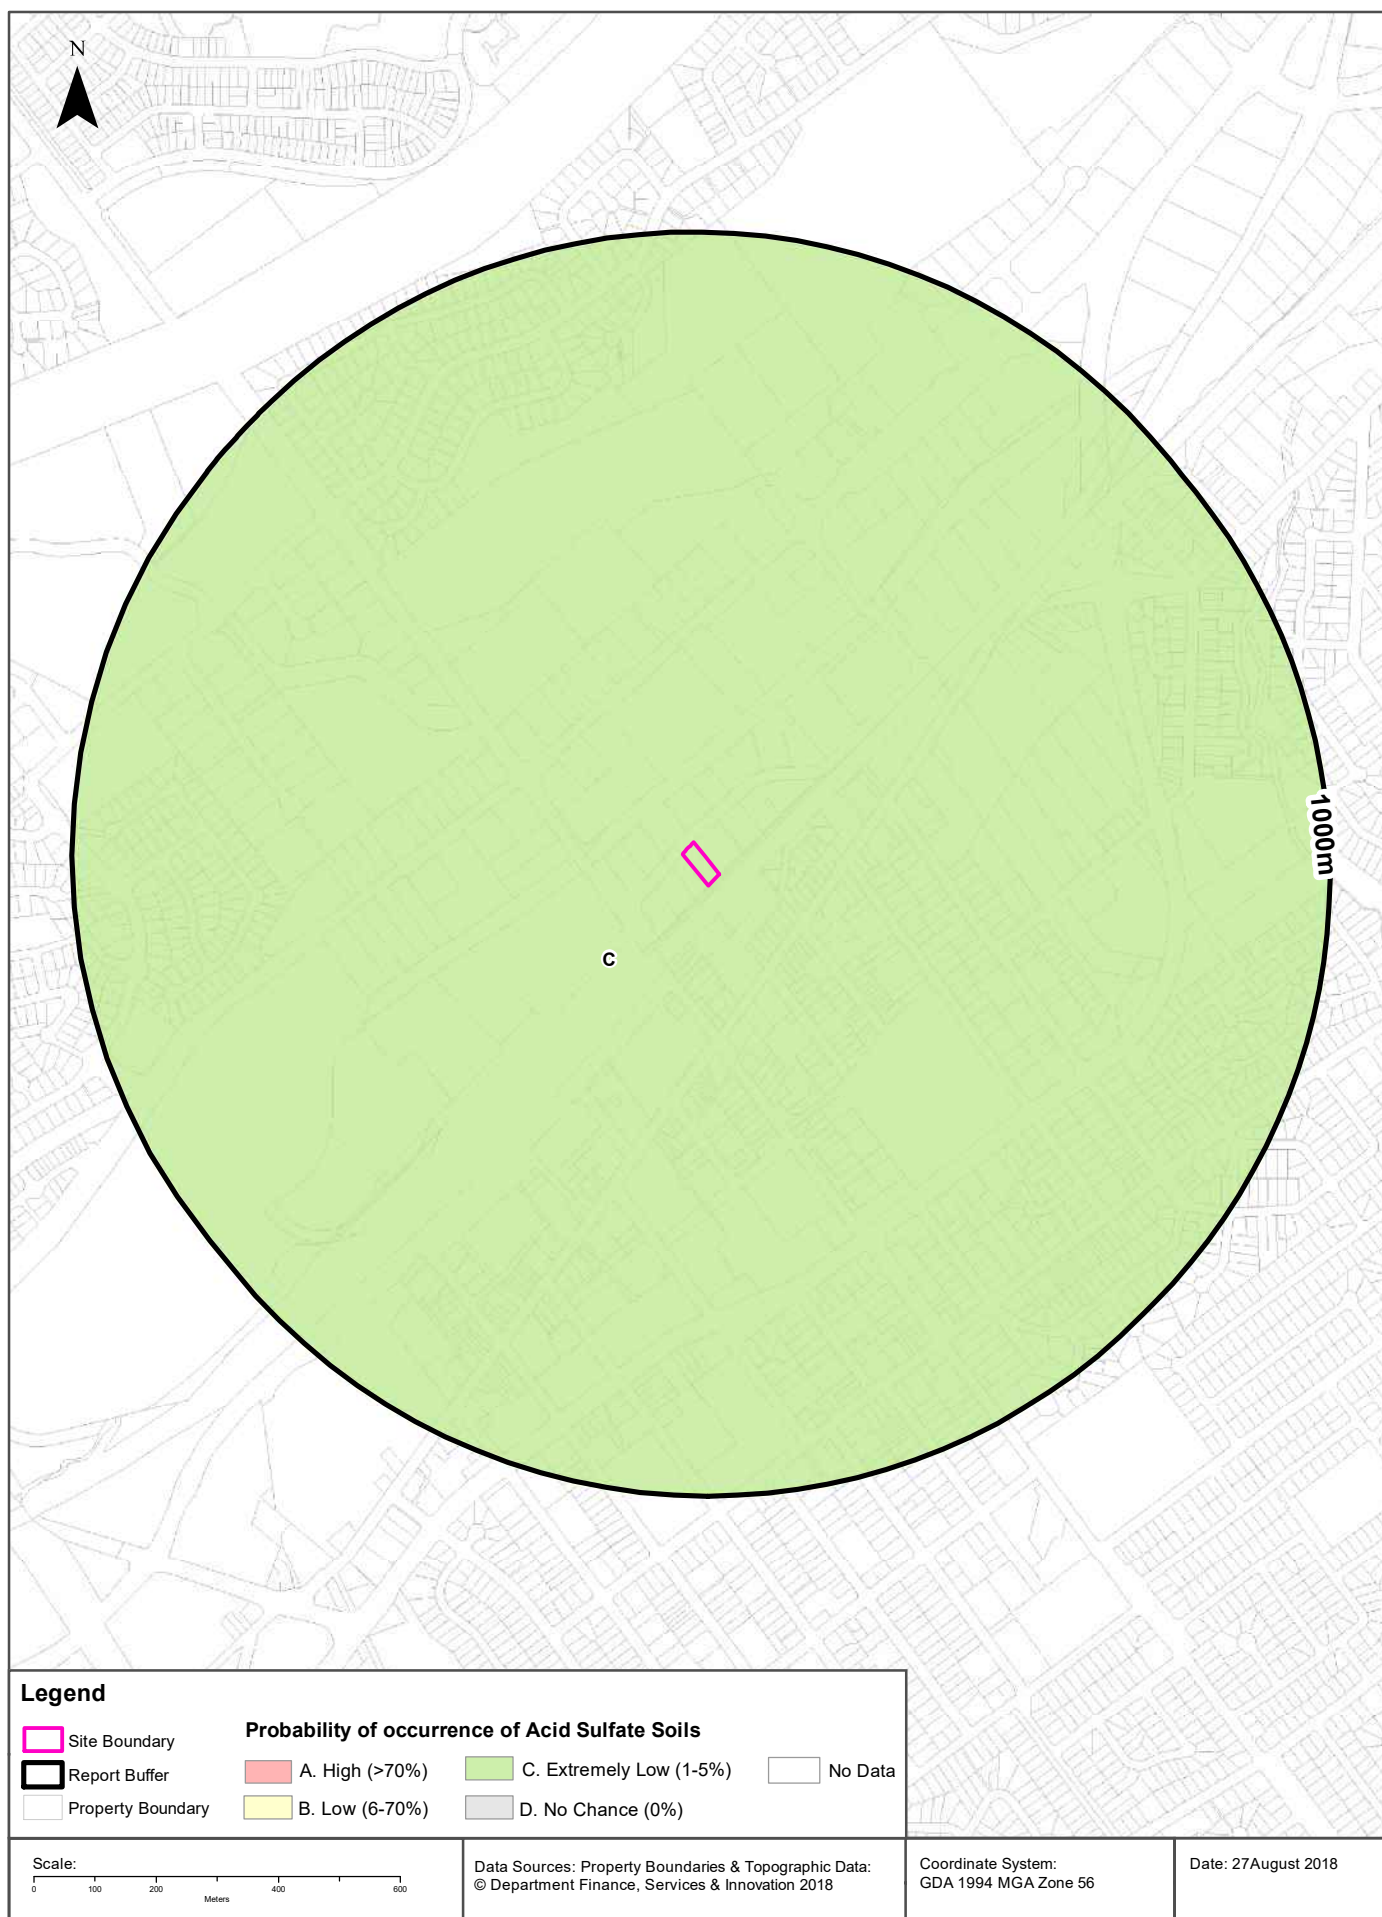 N
1000m
C
Legend
Site Boundary
Report Buffer
Property Boundary
Probability of occurrence of Acid Sulfate Soils
A. High (>70%)
C. Extremely Low (1-5%)
No Data
B. Low (6-70%)
D. No Chance (0%)
Scale:
0 100 200 400 600
Meters
Data Sources: Property Boundaries & Topographic Data:
© Department Finance, Services & Innovation 2018
Coordinate System:
GDA 1994 MGA Zone 56
Date: 27August 2018